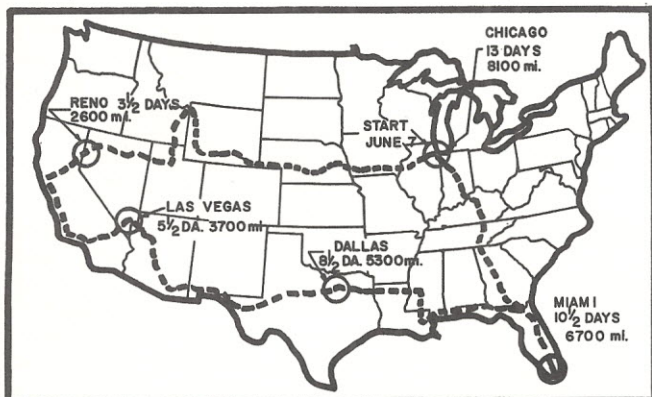 CHICAGO
13 DAYS
8100 mi.
RENO 3½ DAYS
2600 mi.
START
JUNE 7
LAS VEGAS
5½ DA. 3700 mi.
DALLAS
8½ DA. 5300 mi.
MIAMI
10½ DAYS
6700 mi.